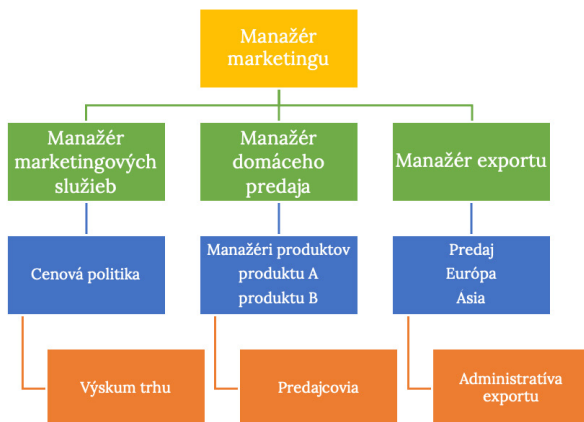 Manažér
marketingu
Manažér
marketingových
služieb
Manažér
domáceho
predaja
Manažér exportu
Cenová politika
Manažéri produktov
produktu A
produktu B
Predaj
Európa
Ásia
Výskum trhu
Predajcovia
Administratíva
exportu